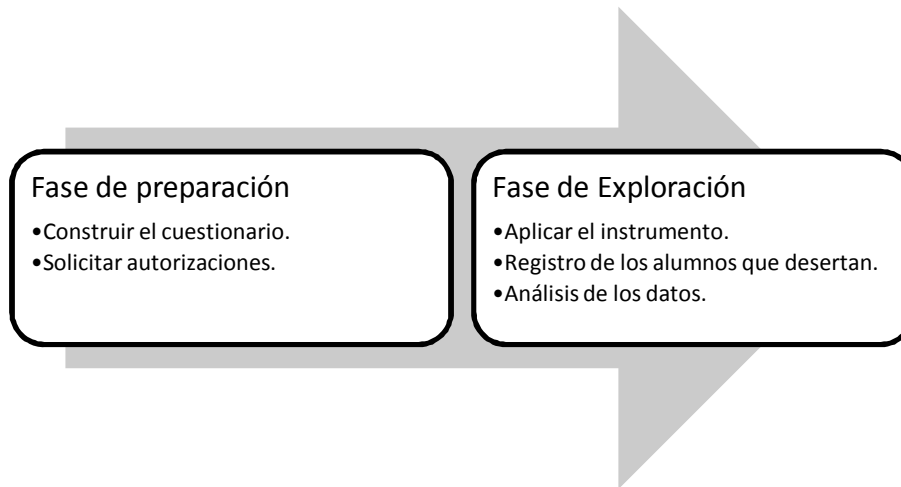 Fase de preparación
•Construir el cuestionario.
•Solicitar autorizaciones.
Fase de Exploración
•Aplicar el instrumento.
•Registro de los alumnos que desertan.
•Análisis de los datos.